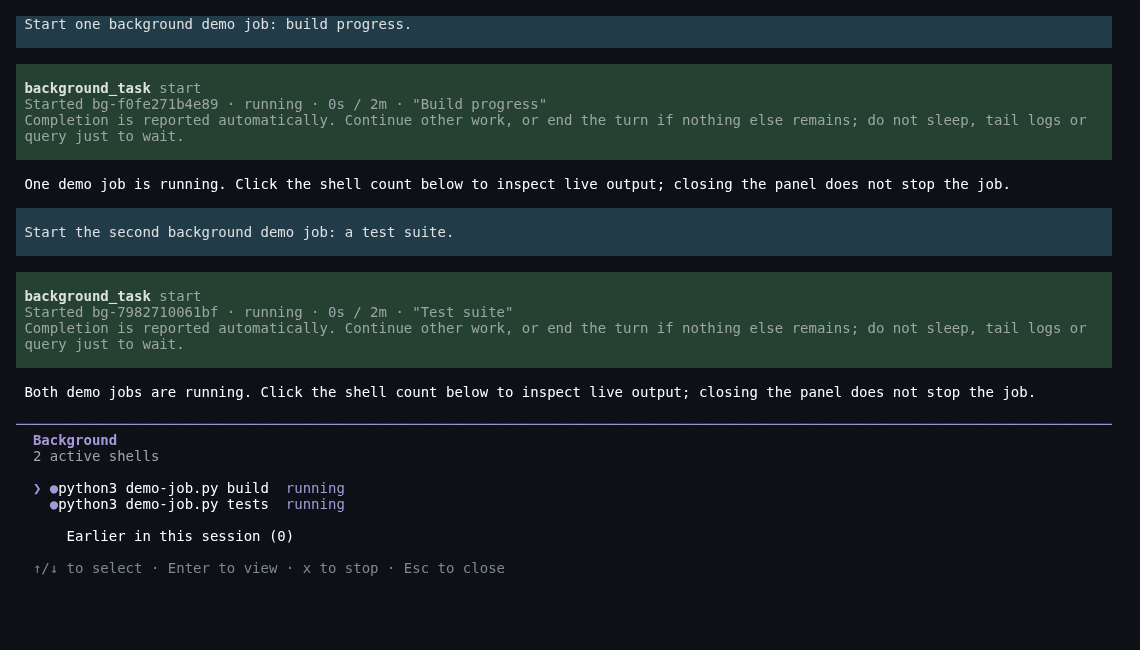 Start one background demo job: build progress.
background_task start
Started bg-f0fe271b4e89 · running · 0s / 2m · "Build progress"
Completion is reported automatically. Continue other work, or end the turn if nothing else remains; do not sleep, tail logs or
query just to wait.
One demo job is running. Click the shell count below to inspect live output; closing the panel does not stop the job.
Start the second background demo job: a test suite.
background_task start
Started bg-7982710061bf · running · 0s / 2m · "Test suite"
Completion is reported automatically. Continue other work, or end the turn if nothing else remains; do not sleep, tail logs or
query just to wait.
Both demo jobs are running. Click the shell count below to inspect live output; closing the panel does not stop the job.
Background
2 active shells
❯ ●python3 demo-job.py build  running
●python3 demo-job.py tests  running
Earlier in this session (0)
↑/↓ to select · Enter to view · x to stop · Esc to close